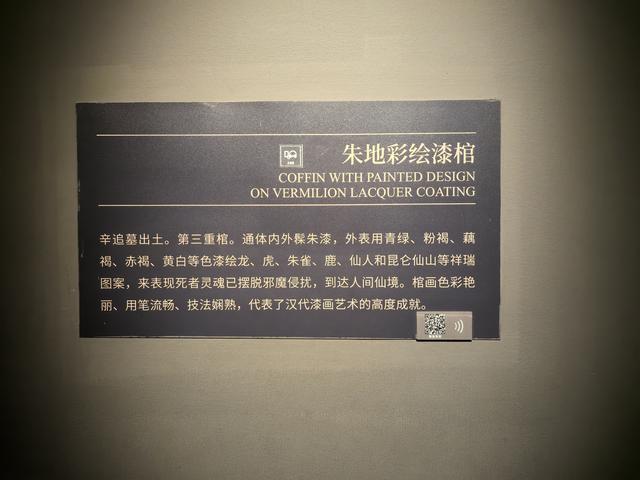 朱地彩绘漆棺
COFFIN WITH PAINTED DESIGN
ON VERMILION LACQUER COATING
辛追墓出土。第三重棺。通体内外髹朱漆，外表用青绿、粉褐、藕
褐、赤褐、黄白等色漆绘龙、虎、朱雀、鹿、仙人和昆仑仙山等祥瑞
图案，来表现死者灵魂已摆脱邪魔侵扰，到达人间仙境。棺画色彩艳
丽、用笔流畅、技法娴熟，代表了汉代漆画艺术的高度成就。